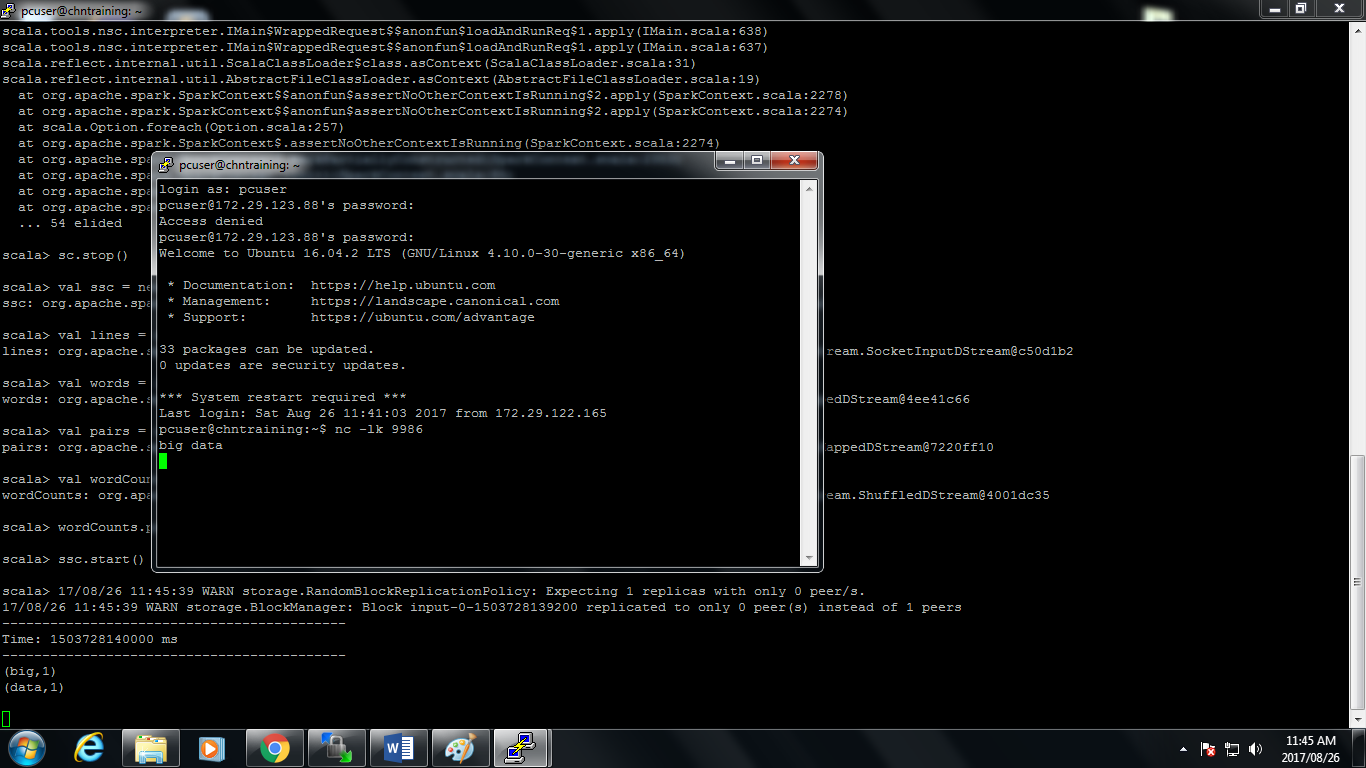 pcuser@chntraining: ~
scala.tools.nsc.interpreter.IMain$WrappedRequest$$anonfun$loadAndRunReq$1.apply(IMain.scala:638)
scala.tools.nsc.interpreter.IMain$WrappedRequest$$anonfun$loadAndRunReq$1.apply(IMain.scala:637)
scala.reflect.internal.util.ScalaClassLoader$class.asContext(ScalaClassLoader.scala:31)
scala.reflect.internal.util.AbstractFileClassLoader.asContext(AbstractFileClassLoader.scala:19)
at org.apache.spark.SparkContext$$anonfun$assertNoOtherContextIsRunning$2.apply(SparkContext.scala:2278)
at org.apache.spark.SparkContext$$anonfun$assertNoOtherContextIsRunning$2.apply(SparkContext.scala:2274)
at scala.Option.foreach(Option.scala:257)
at org.apache.spark.SparkContext$.assertNoOtherContextIsRunning(SparkContext.scala:2274)
at org.apache.spa
at org.apache.spa
at org.apache.spa
at org.apache.spa
... 54 elided
scala> sc.stop()
scala> val ssc = ne
ssc: org.apache.spa
scala> val lines =
lines: org.apache.s ream.SocketInputDStream@c50d1b2
scala> val words =
words: org.apache.s edDStream@4ee41c66
scala> val pairs =
pairs: org.apache.s appedDStream@7220ff10
scala> val wordCoun
wordCounts: org.apa eam.ShuffledDStream@4001dc35
scala> wordCounts.p
scala> ssc.start()
scala> 17/08/26 11:45:39 WARN storage.RandomBlockReplicationPolicy: Expecting 1 replicas with only 0 peer/s.
17/08/26 11:45:39 WARN storage.BlockManager: Block input-0-1503728139200 replicated to only 0 peer(s) instead of 1 peers
-------------------------------------------
Time: 1503728140000 ms
-------------------------------------------
(big,1)
(data,1)
pcuser@chntraining: ~
login as: pcuser
pcuser@172.29.123.88's password:
Access denied
pcuser@172.29.123.88's password:
Welcome to Ubuntu 16.04.2 LTS (GNU/Linux 4.10.0-30-generic x86_64)
* Documentation: https://help.ubuntu.com
* Management: https://landscape.canonical.com
* Support: https://ubuntu.com/advantage
33 packages can be updated.
0 updates are security updates.
*** System restart required ***
Last login: Sat Aug 26 11:41:03 2017 from 172.29.122.165
pcuser@chntraining:~$ nc -lk 9986
big data
11:45 AM
2017/08/26